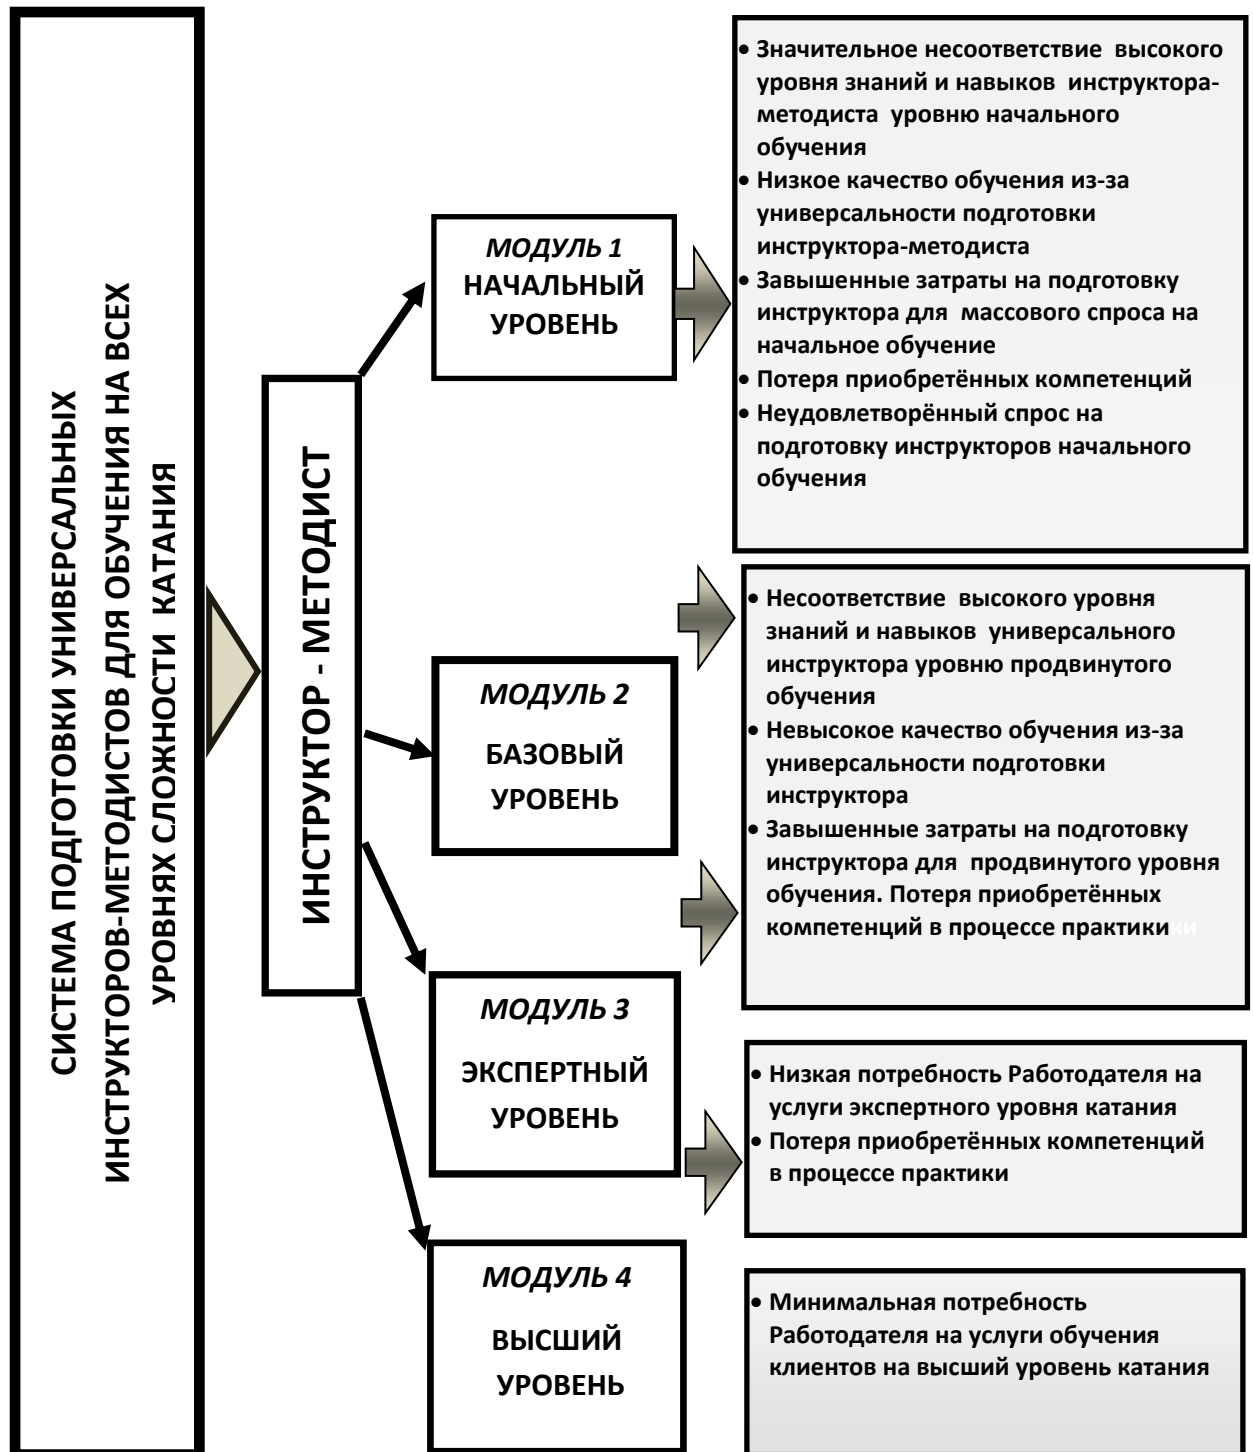 СИСТЕМА ПОДГОТОВКИ УНИВЕРСАЛЬНЫХ
ИНСТРУКТОРОВ-МЕТОДИСТОВ ДЛЯ ОБУЧЕНИЯ НА ВСЕХ
УРОВНЯХ СЛОЖНОСТИ КАТАНИЯ
ИНСТРУКТОР - МЕТОДИСТ
МОДУЛЬ 1
НАЧАЛЬНЫЙ
УРОВЕНЬ
• Значительное несоответствие высокого
уровня знаний и навыков инструктора-
методиста уровню начального
обучения
• Низкое качество обучения из-за
универсальности подготовки
инструктора-методиста
• Завышенные затраты на подготовку
инструктора для массового спроса на
начальное обучение
• Потеря приобретённых компетенций
• Неудовлетворённый спрос на
подготовку инструкторов начального
обучения
МОДУЛЬ 2
БАЗОВЫЙ
УРОВЕНЬ
• Несоответствие высокого уровня
знаний и навыков универсального
инструктора уровню продвинутого
обучения
• Невысокое качество обучения из-за
универсальности подготовки
инструктора
• Завышенные затраты на подготовку
инструктора для продвинутого уровня
обучения. Потеря приобретённых
компетенций в процессе практикики
МОДУЛЬ 3
ЭКСПЕРТНЫЙ
УРОВЕНЬ
• Низкая потребность Работодателя на
услуги экспертного уровня катания
• Потеря приобретённых компетенций
в процессе практики
МОДУЛЬ 4
ВЫСШИЙ
УРОВЕНЬ
• Минимальная потребность
Работодателя на услуги обучения
клиентов на высший уровень катания